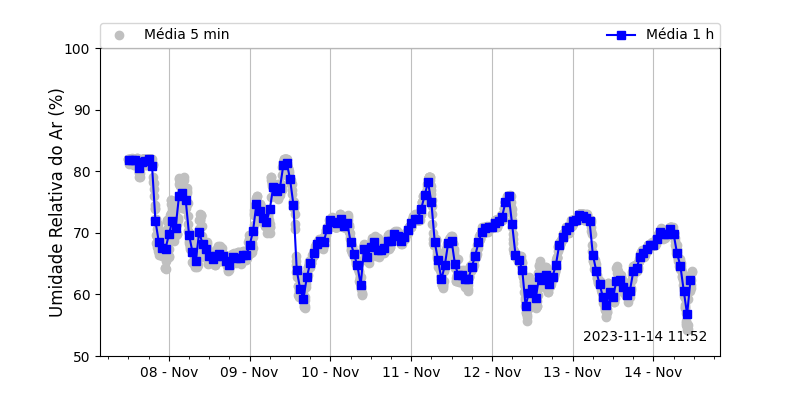 Média 5 min
Média 1 h
Umidade Relativa do Ar (%)
100
90
80
70
60
50
2023-11-14 11:52
08 - Nov
09 - Nov
10 - Nov
11 - Nov
12 - Nov
13 - Nov
14 - Nov